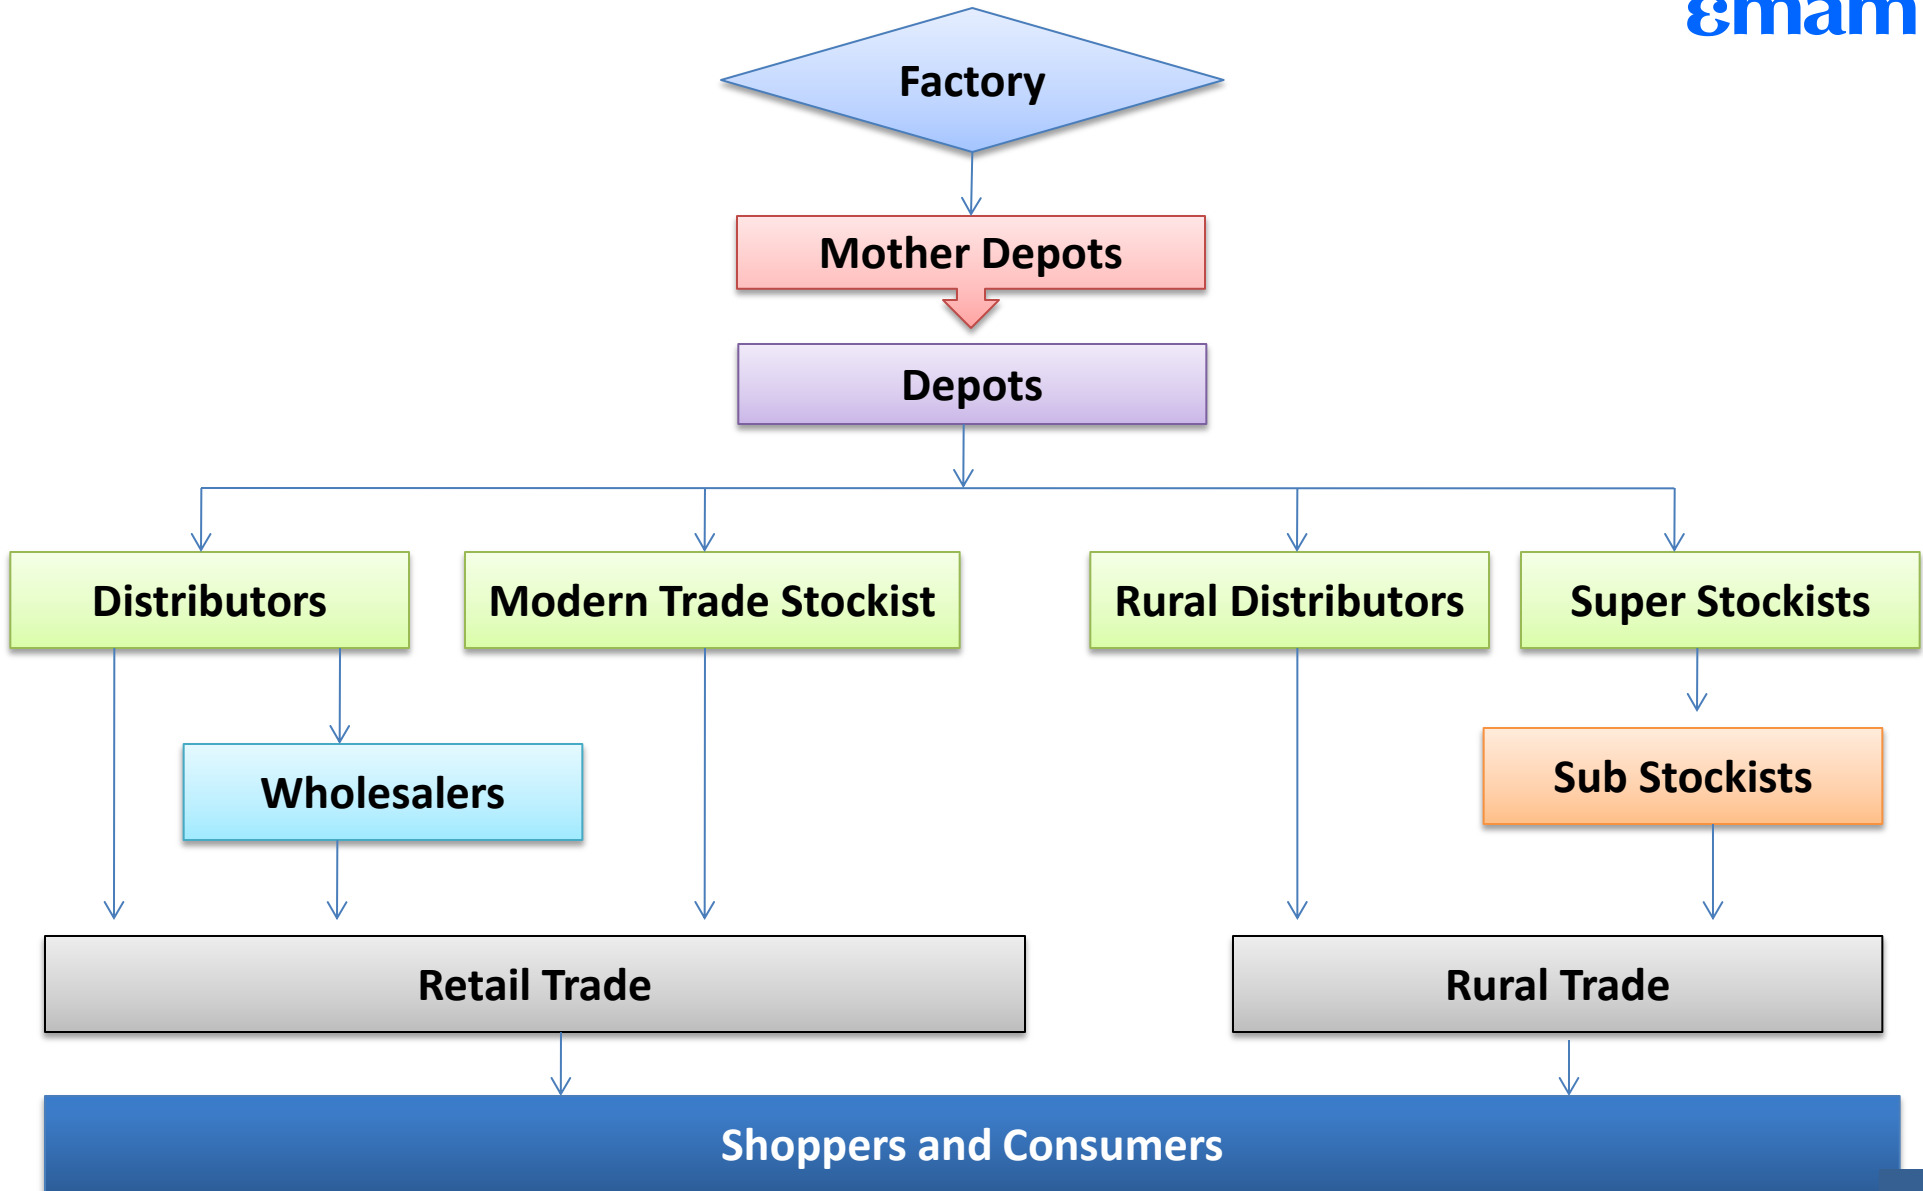 εmam
Factory
Mother Depots
Depots
Distributors
Modern Trade Stockist
Rural Distributors
Super Stockists
Wholesalers
Sub Stockists
Retail Trade
Rural Trade
Shoppers and Consumers